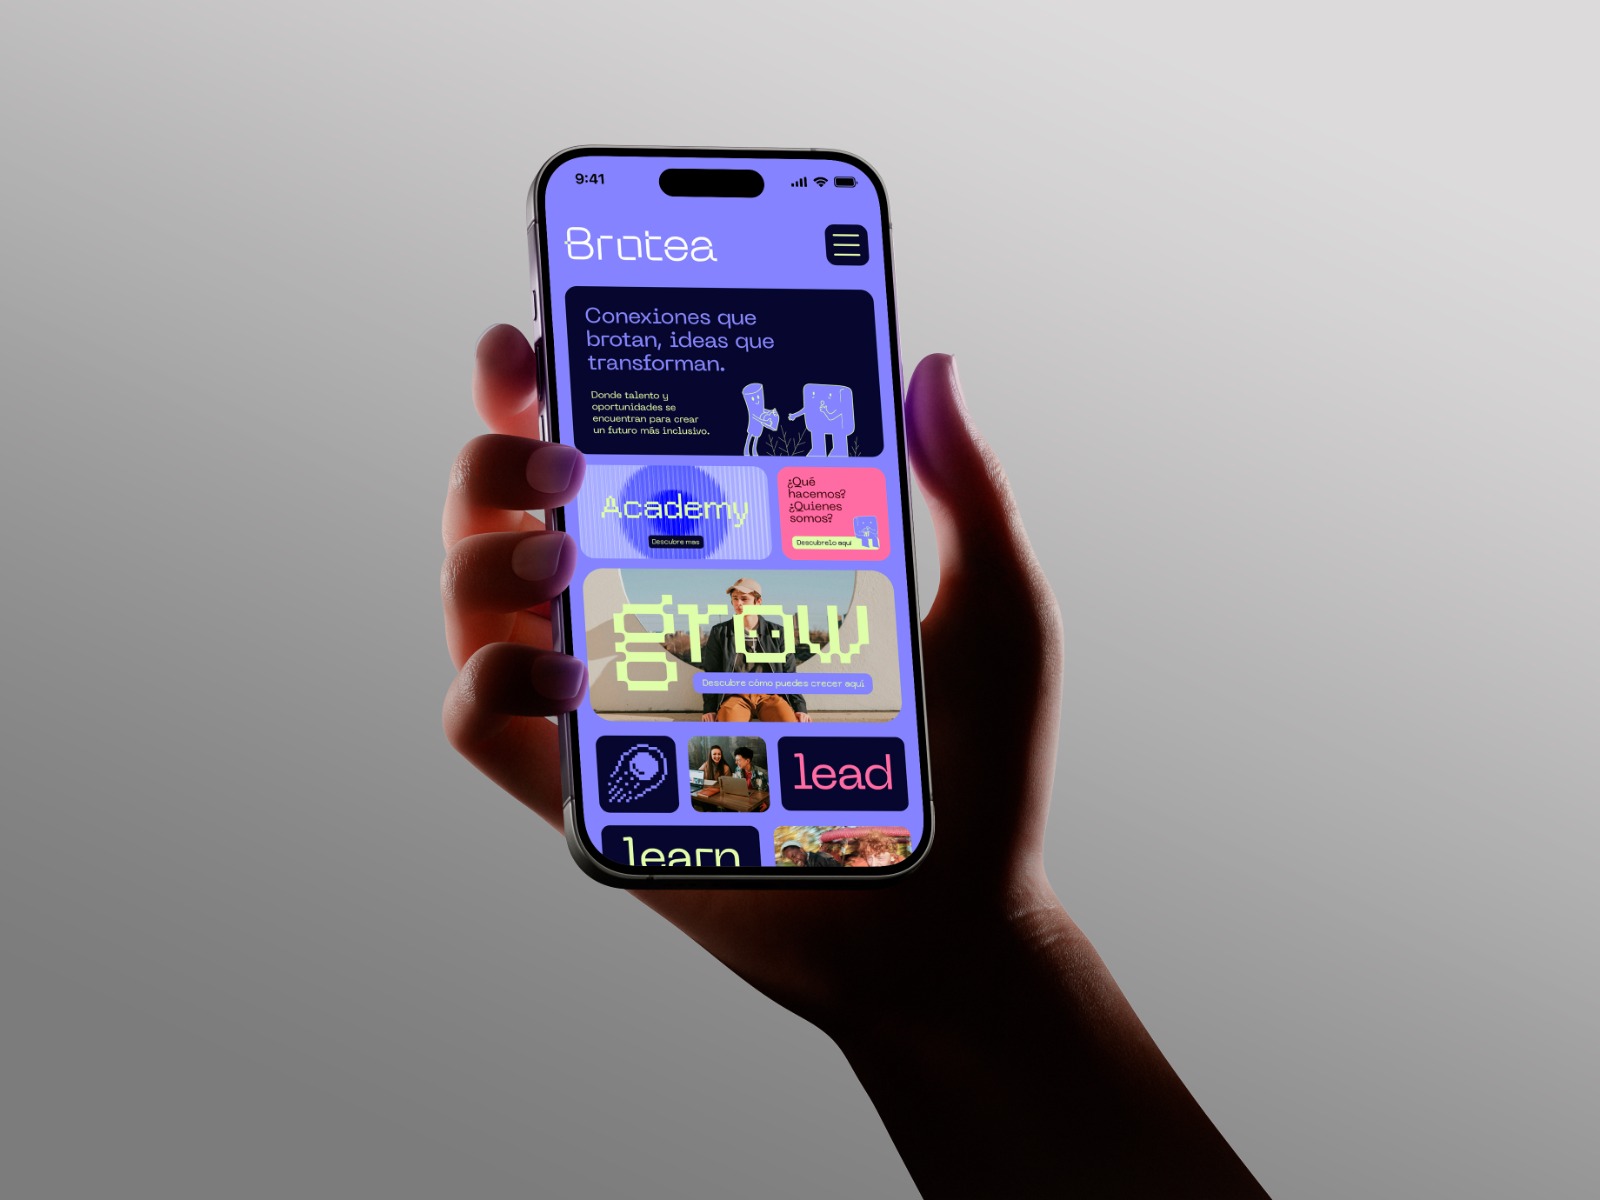 9:41
Brotea
Conexiones que
brotan, ideas que
transforman.
Donde talento y
oportunidades se
encuentran para crear
un futuro más inclusivo.
Academy
Descubre mas
¿Qué
hacemos?
¿Quienes
somos?
Descubrelo aqui
grow
Descubre cómo puedes crecer aquí
lead
learn